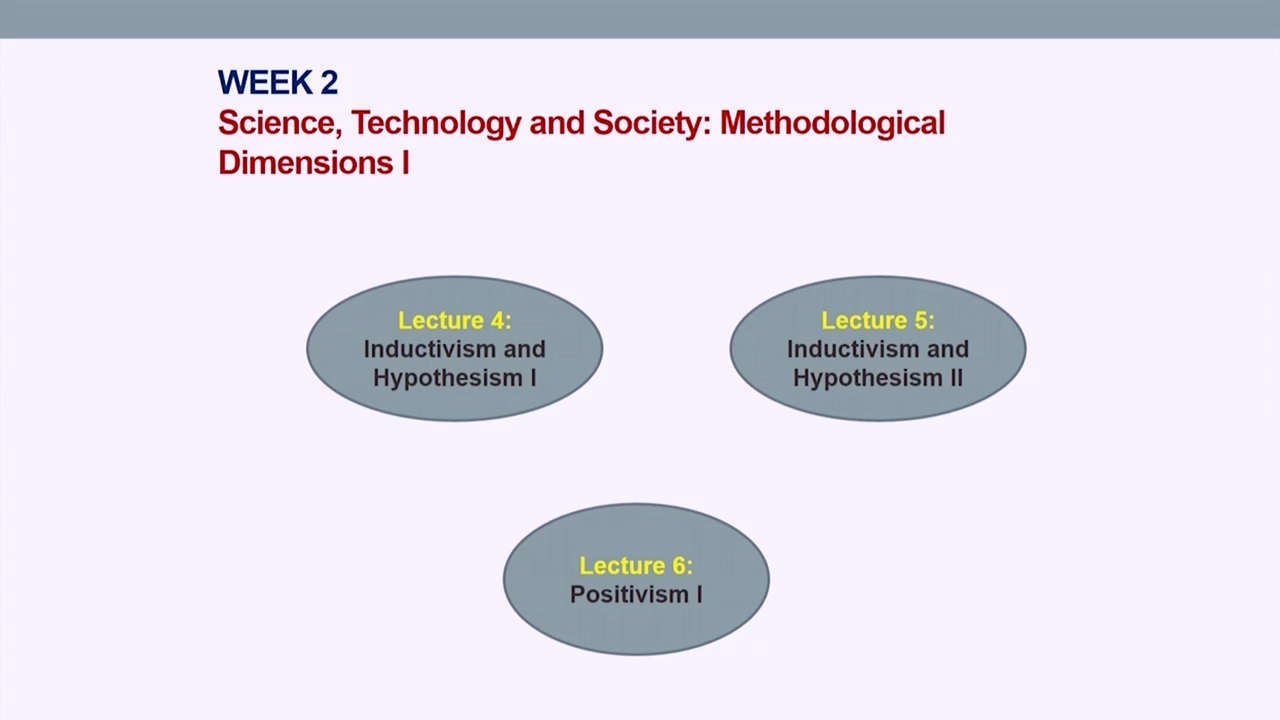 WEEK 2
Science, Technology and Society: Methodological
Dimensions I
Lecture 4:
Inductivism and
Hypothesism I
Lecture 5:
Inductivism and
Hypothesism II
Lecture 6:
Positivism I